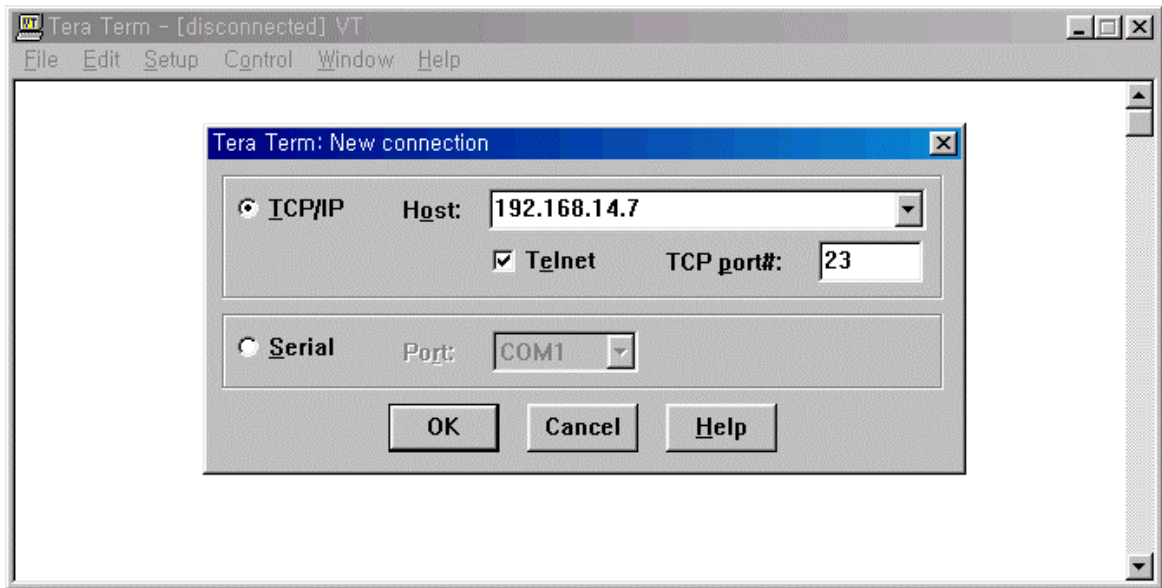 Tera Term - [disconnected] VT
File Edit Setup Control Window Help
Tera Term: New connection
TCP/IP Host: 192.168.14.7
Telnet TCP port#: 23
Serial Port: COM1
OK Cancel Help